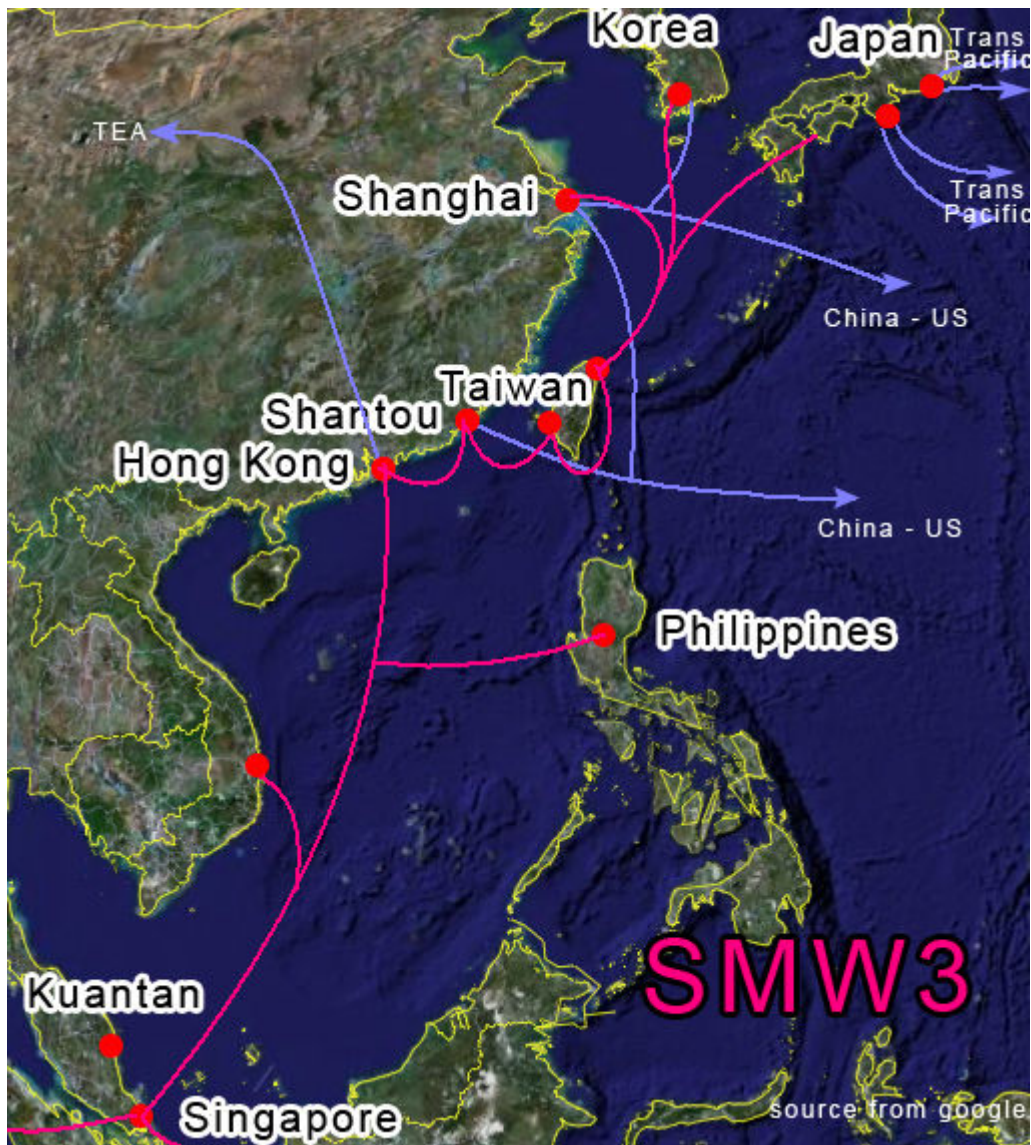 Korea
Japan
Trans
Pacific
TEA
Shanghai
Trans
Pacific
China - US
Taiwan
Shantou
Hong Kong
China - US
Philippines
SMW3
Kuantan
Singapore
source from google